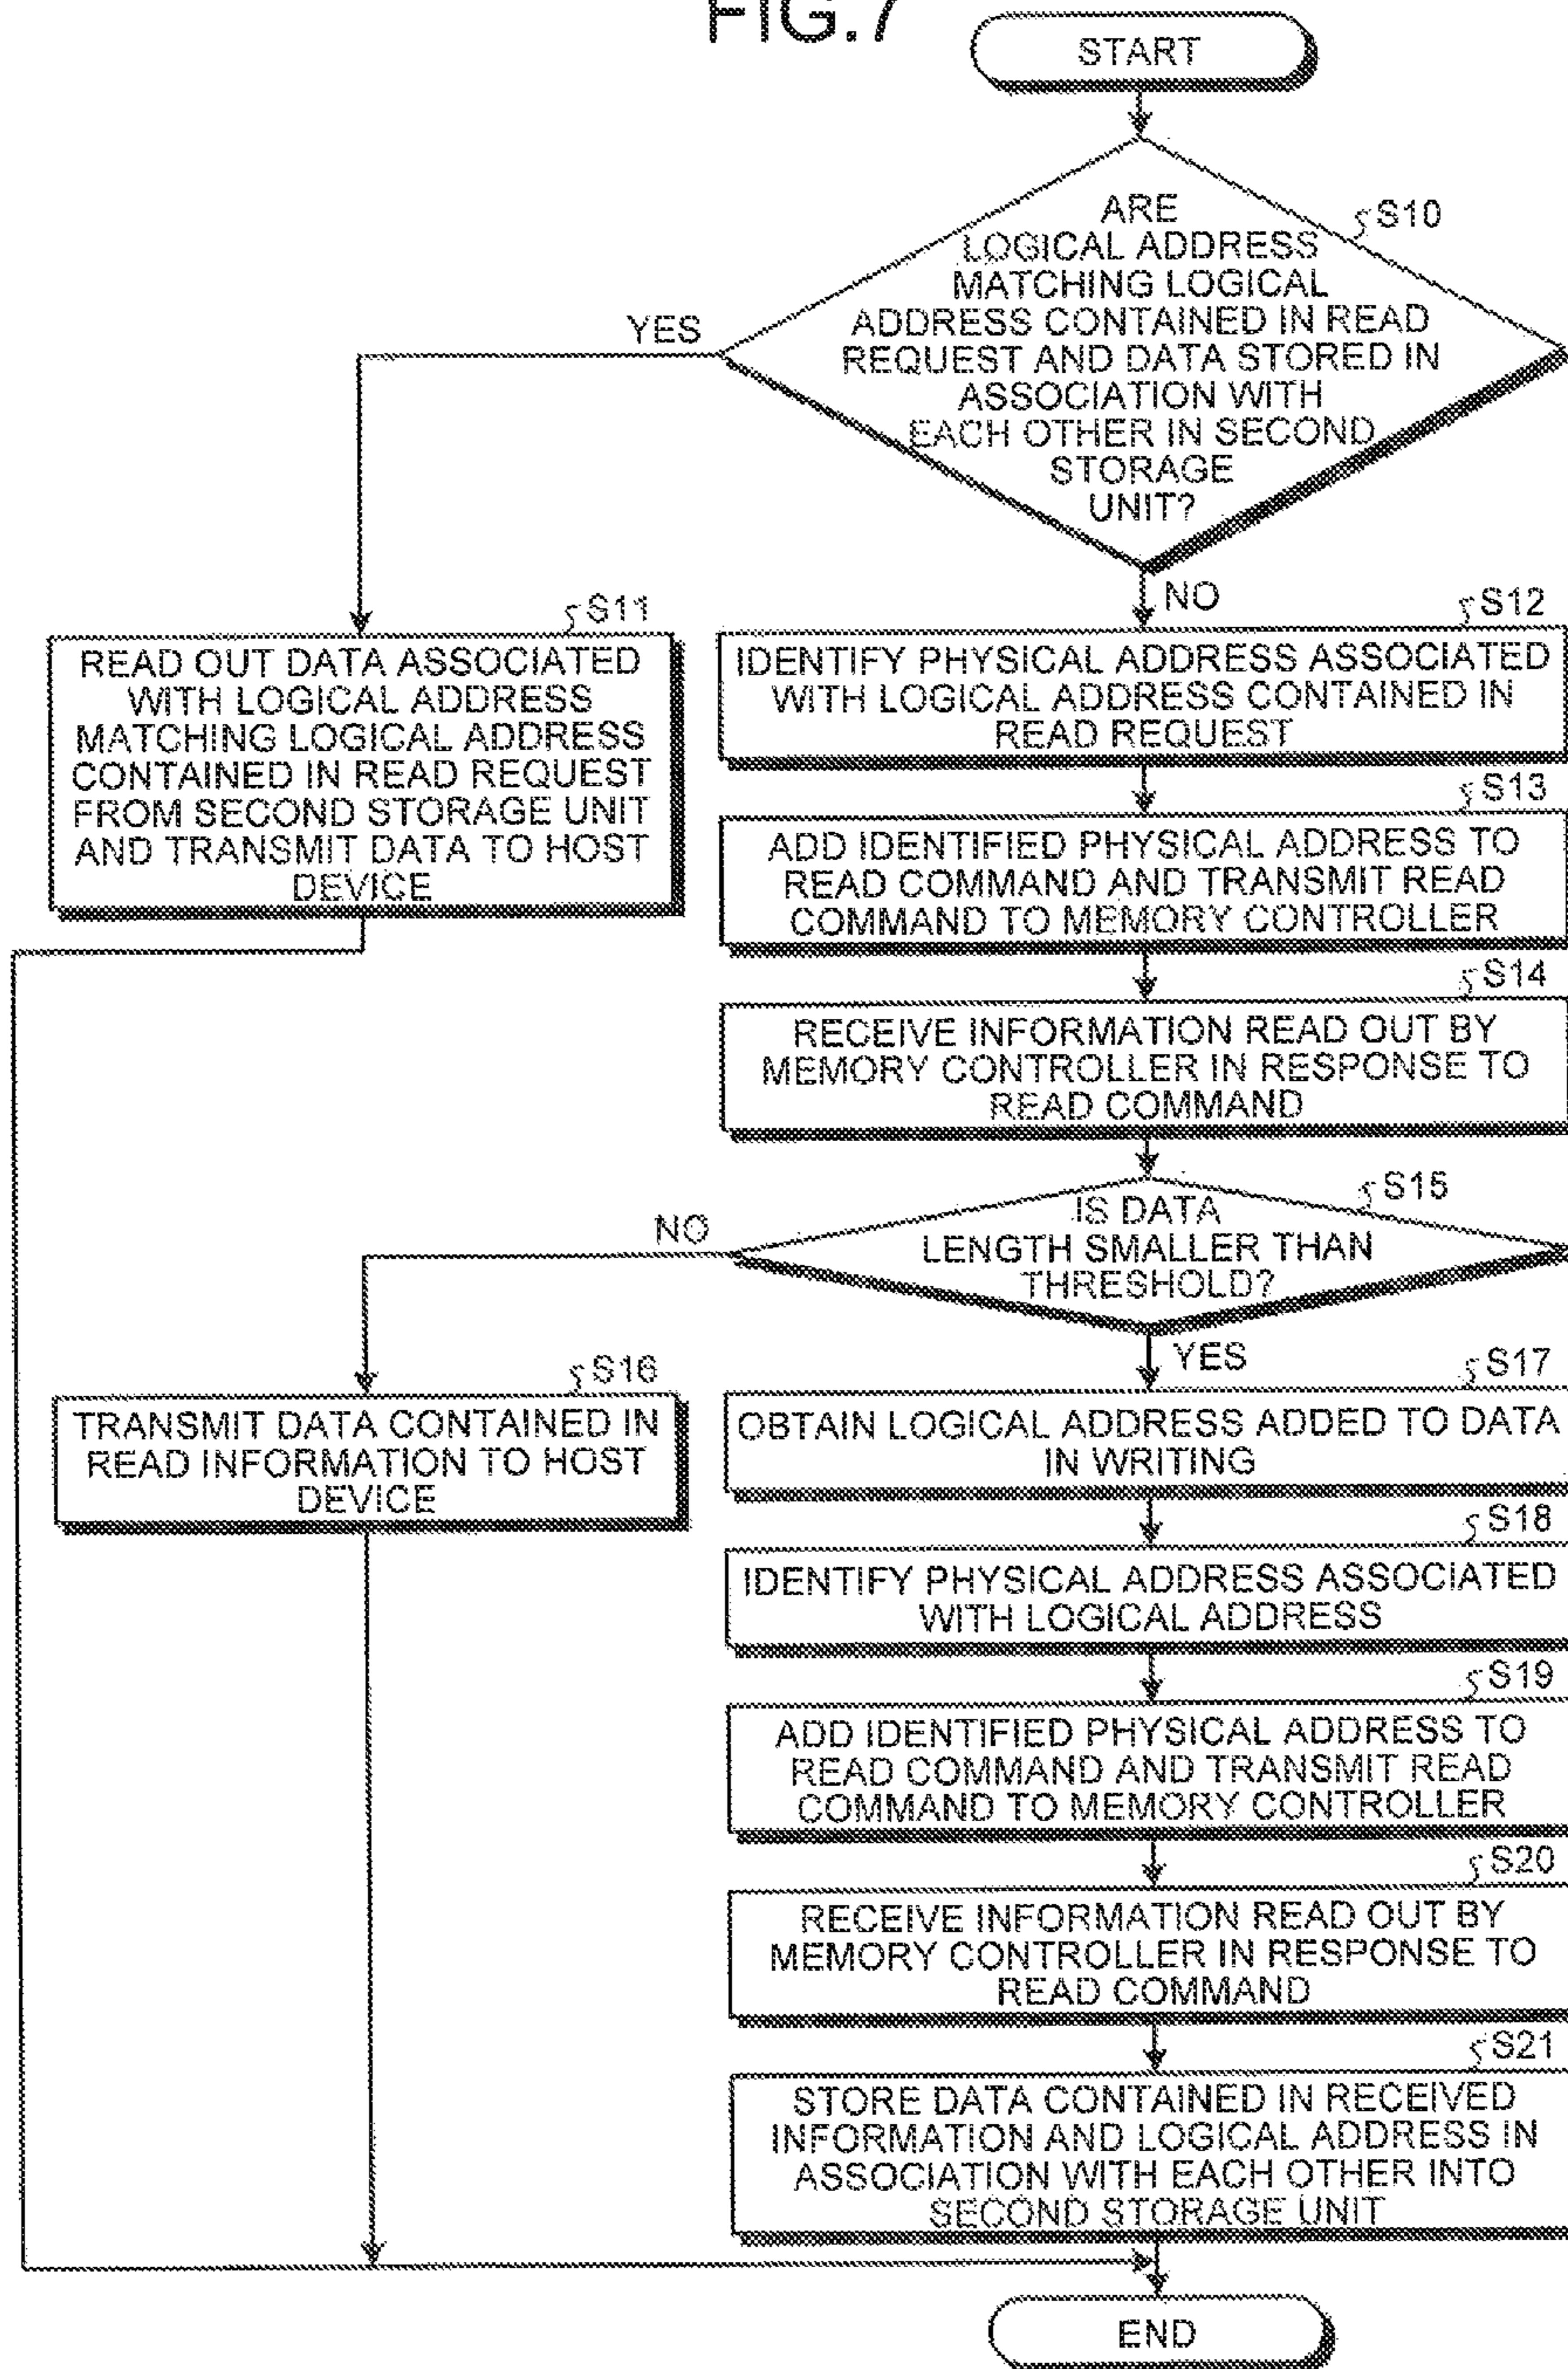 FIG.7
START
ARE
LOGICAL ADDRESS
MATCHING LOGICAL
ADDRESS CONTAINED IN READ
REQUEST AND DATA STORED IN
ASSOCIATION WITH
EACH OTHER IN SECOND
STORAGE
UNIT?
S10
YES
NO
S11
READ OUT DATA ASSOCIATED
WITH LOGICAL ADDRESS
MATCHING LOGICAL ADDRESS
CONTAINED IN READ REQUEST
FROM SECOND STORAGE UNIT
AND TRANSMIT DATA TO HOST
DEVICE
S12
IDENTIFY PHYSICAL ADDRESS ASSOCIATED
WITH LOGICAL ADDRESS CONTAINED IN
READ REQUEST
S13
ADD IDENTIFIED PHYSICAL ADDRESS TO
READ COMMAND AND TRANSMIT READ
COMMAND TO MEMORY CONTROLLER
S14
RECEIVE INFORMATION READ OUT BY
MEMORY CONTROLLER IN RESPONSE TO
READ COMMAND
S15
IS DATA
LENGTH SMALLER THAN
THRESHOLD?
NO
YES
S16
TRANSMIT DATA CONTAINED IN
READ INFORMATION TO HOST
DEVICE
S17
OBTAIN LOGICAL ADDRESS ADDED TO DATA
IN WRITING
S18
IDENTIFY PHYSICAL ADDRESS ASSOCIATED
WITH LOGICAL ADDRESS
S19
ADD IDENTIFIED PHYSICAL ADDRESS TO
READ COMMAND AND TRANSMIT READ
COMMAND TO MEMORY CONTROLLER
S20
RECEIVE INFORMATION READ OUT BY
MEMORY CONTROLLER IN RESPONSE TO
READ COMMAND
S21
STORE DATA CONTAINED IN RECEIVED
INFORMATION AND LOGICAL ADDRESS IN
ASSOCIATION WITH EACH OTHER INTO
SECOND STORAGE UNIT
END